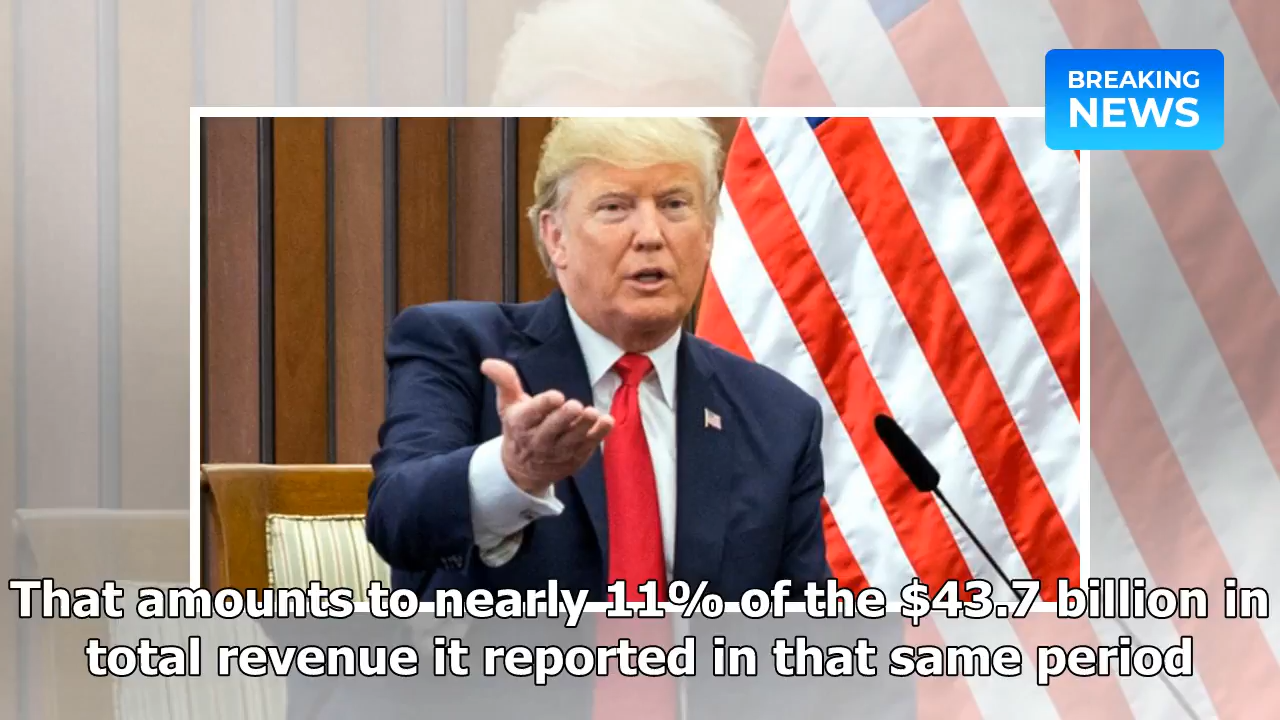 BREAKING
NEWS
That amounts to nearly 11% of the $43.7 billion in
total revenue it reported in that same period